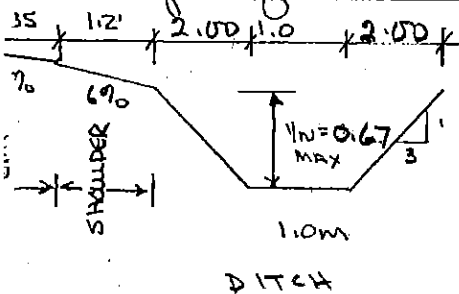 35 1.2' 2.00 1.0 2.00
% 6%
SHOULDER
YN=0.67
MAX
1
3
1.0m
DITCH